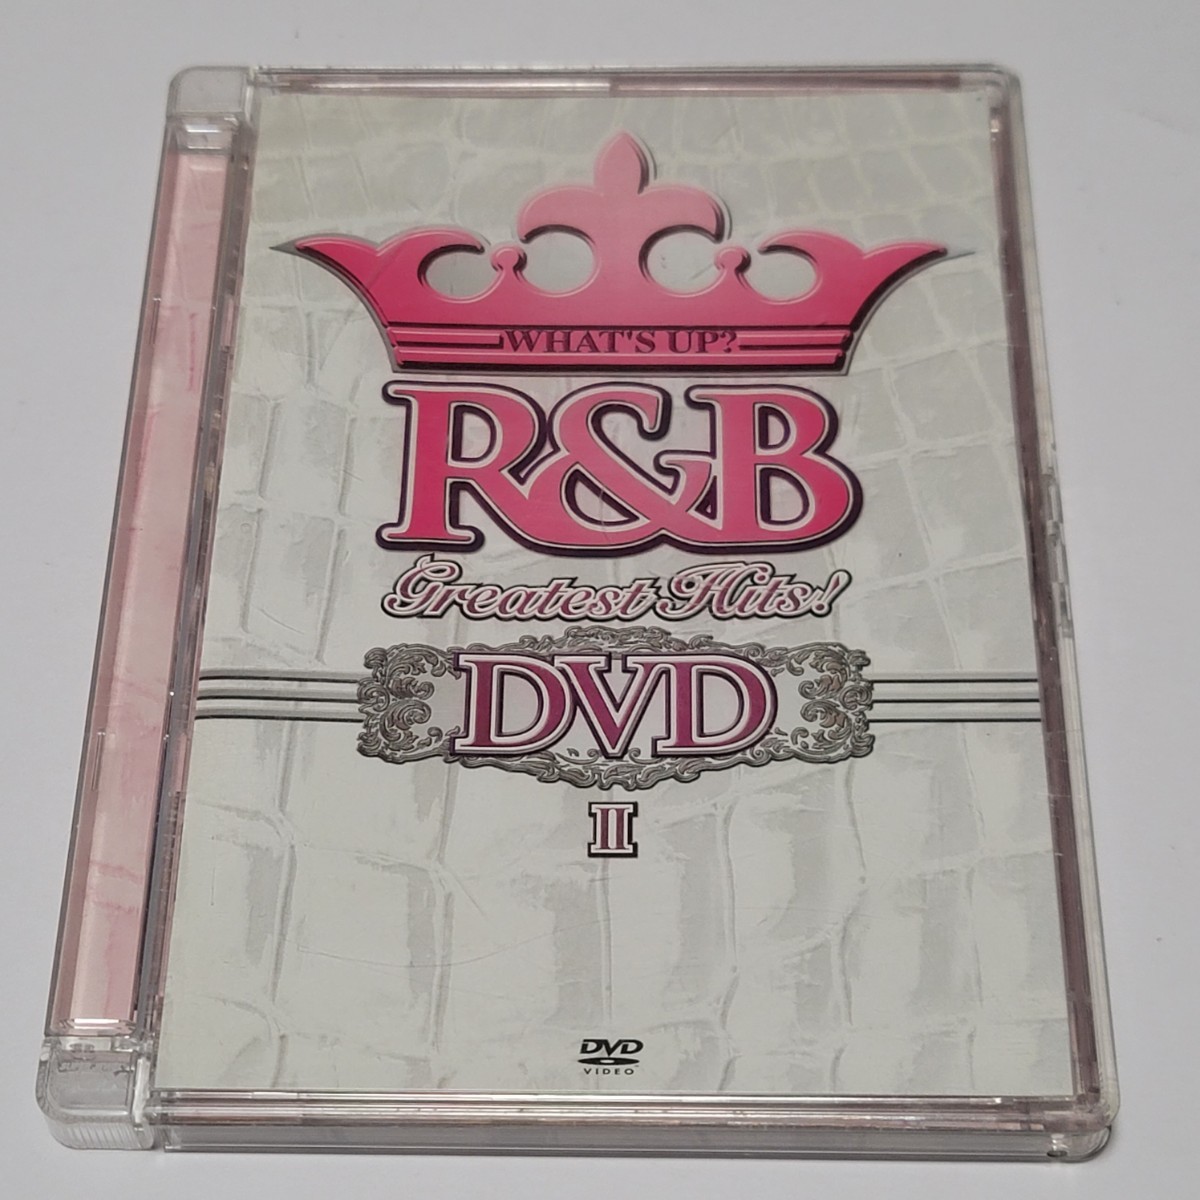 WHAT'S UP?
R&B
Greatest Hits!
DVD
II
DVD
VIDEO